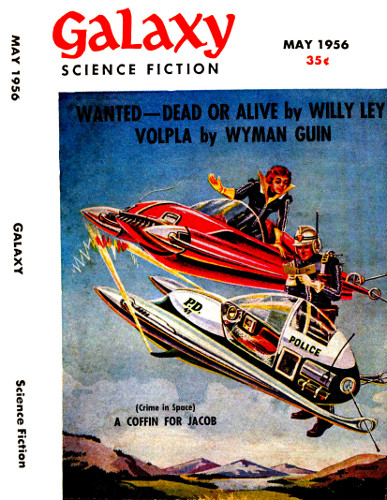 MAY 1956
GALAXY
Science Fiction
GaLaxy
SCIENCE FICTION
MAY 1956
35¢
WANTED—DEAD OR ALIVE by WILLY LEY
VOLPLA by WYMAN GUIN
P.D.
47
POLICE
(Crime in Space)
A COFFIN FOR JACOB